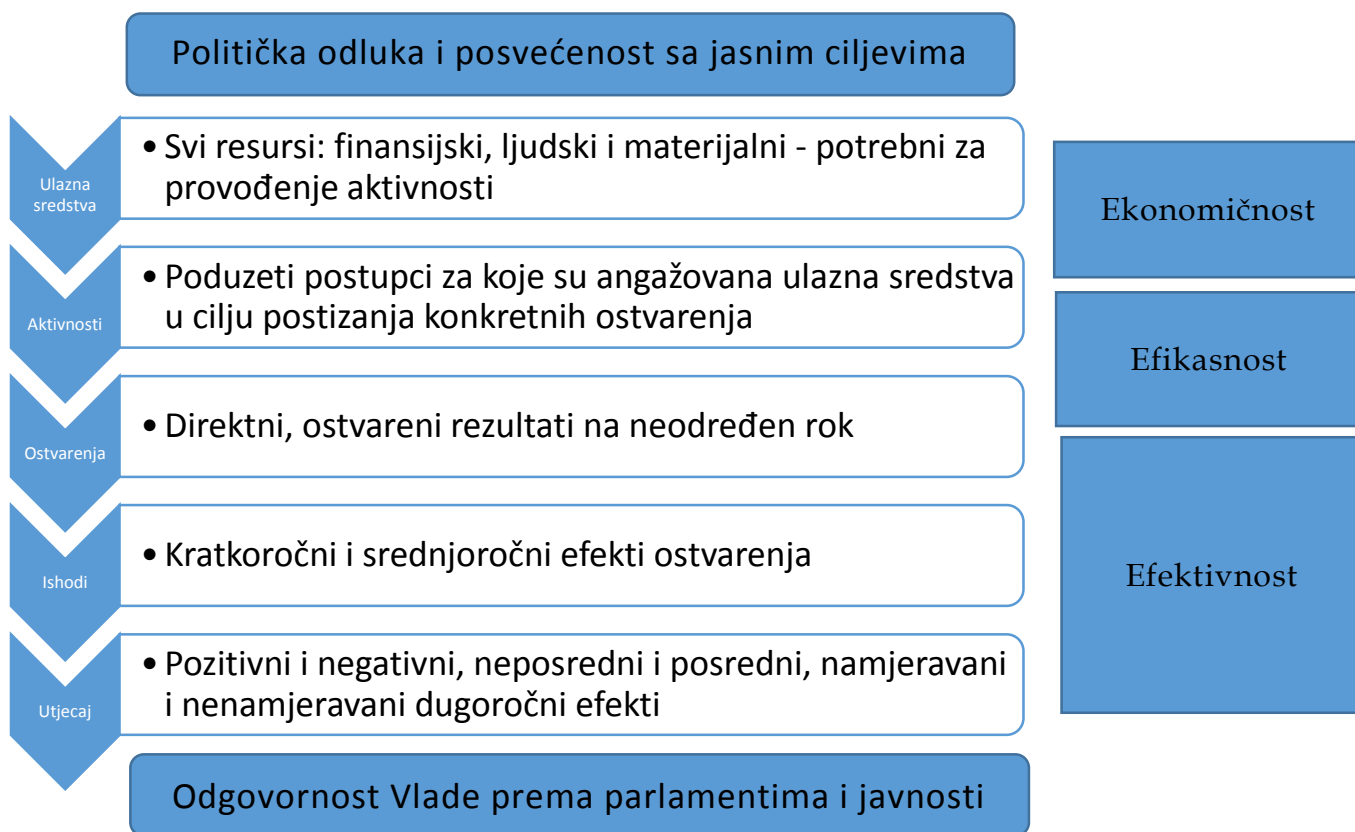 Politička odluka i posvećenost sa jasnim ciljevima
Ulazna
sredstva
• Svi resursi: finansijski, ljudski i materijalni - potrebni za
provođenje aktivnosti
Ekonomičnost
Aktivnosti
• Poduzeti postupci za koje su angažovana ulazna sredstva
u cilju postizanja konkretnih ostvarenja
Efikasnost
Ostvarenja
• Direktni, ostvareni rezultati na neodređen rok
Ishodi
• Kratkoročni i srednjoročni efekti ostvarenja
Efektivnost
Utjecaj
• Pozitivni i negativni, neposredni i posredni, namjeravani
i nenamjeravani dugoročni efekti
Odgovornost Vlade prema parlamentima i javnosti